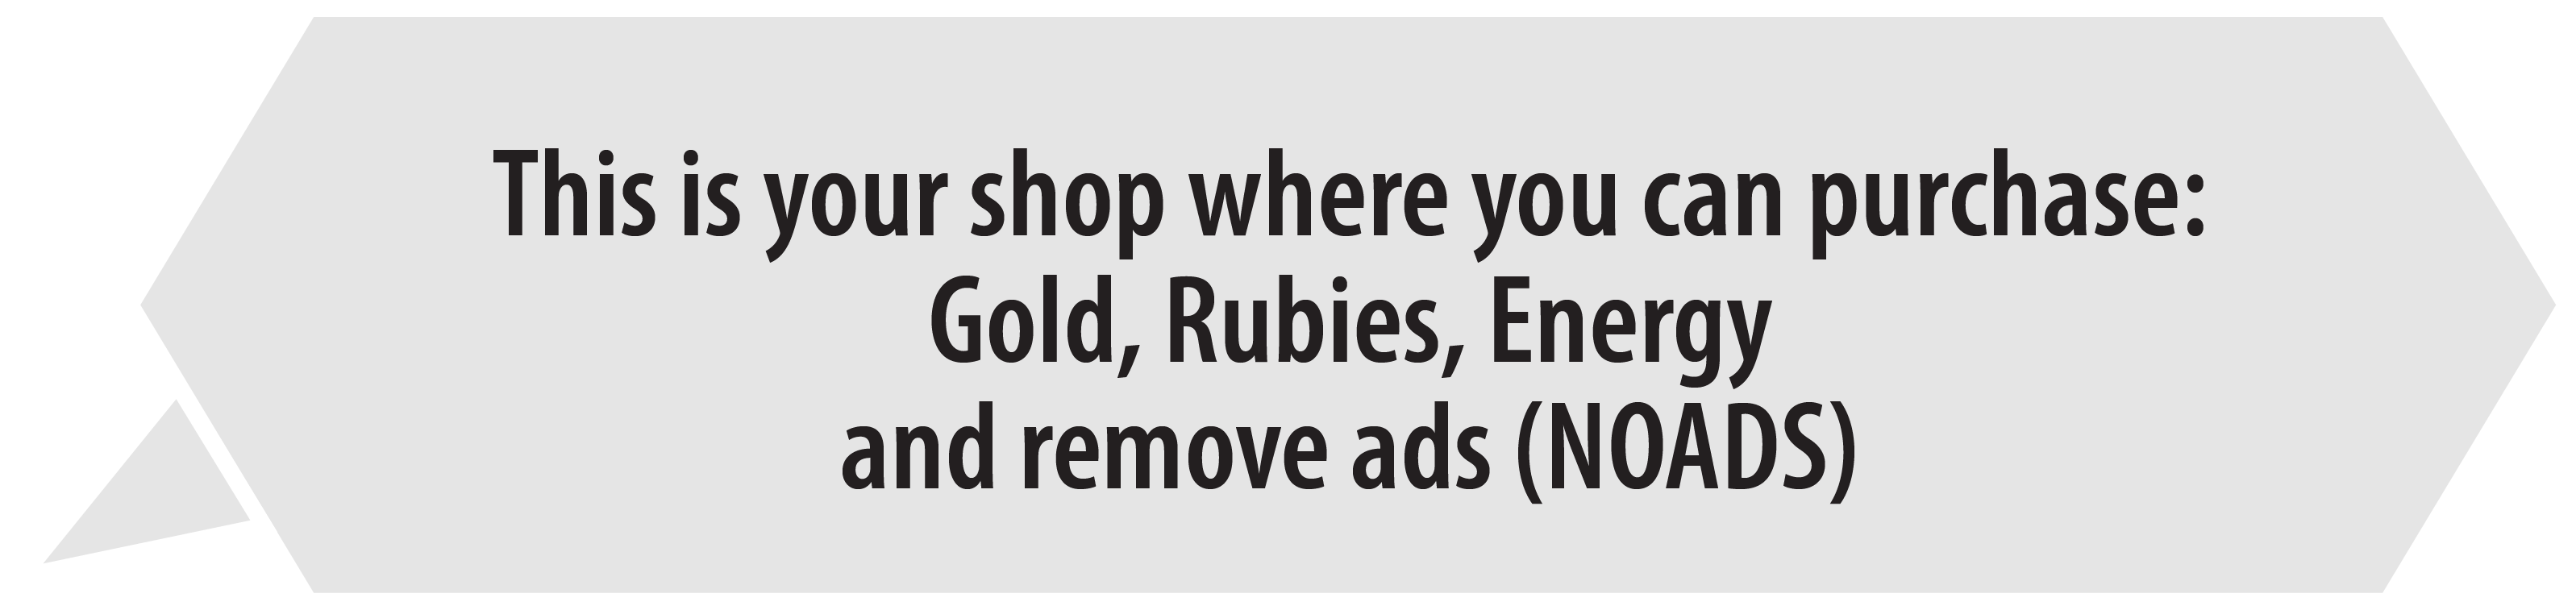 This is your shop where you can purchase:
Gold, Rubies, Energy
and remove ads (NOADS)